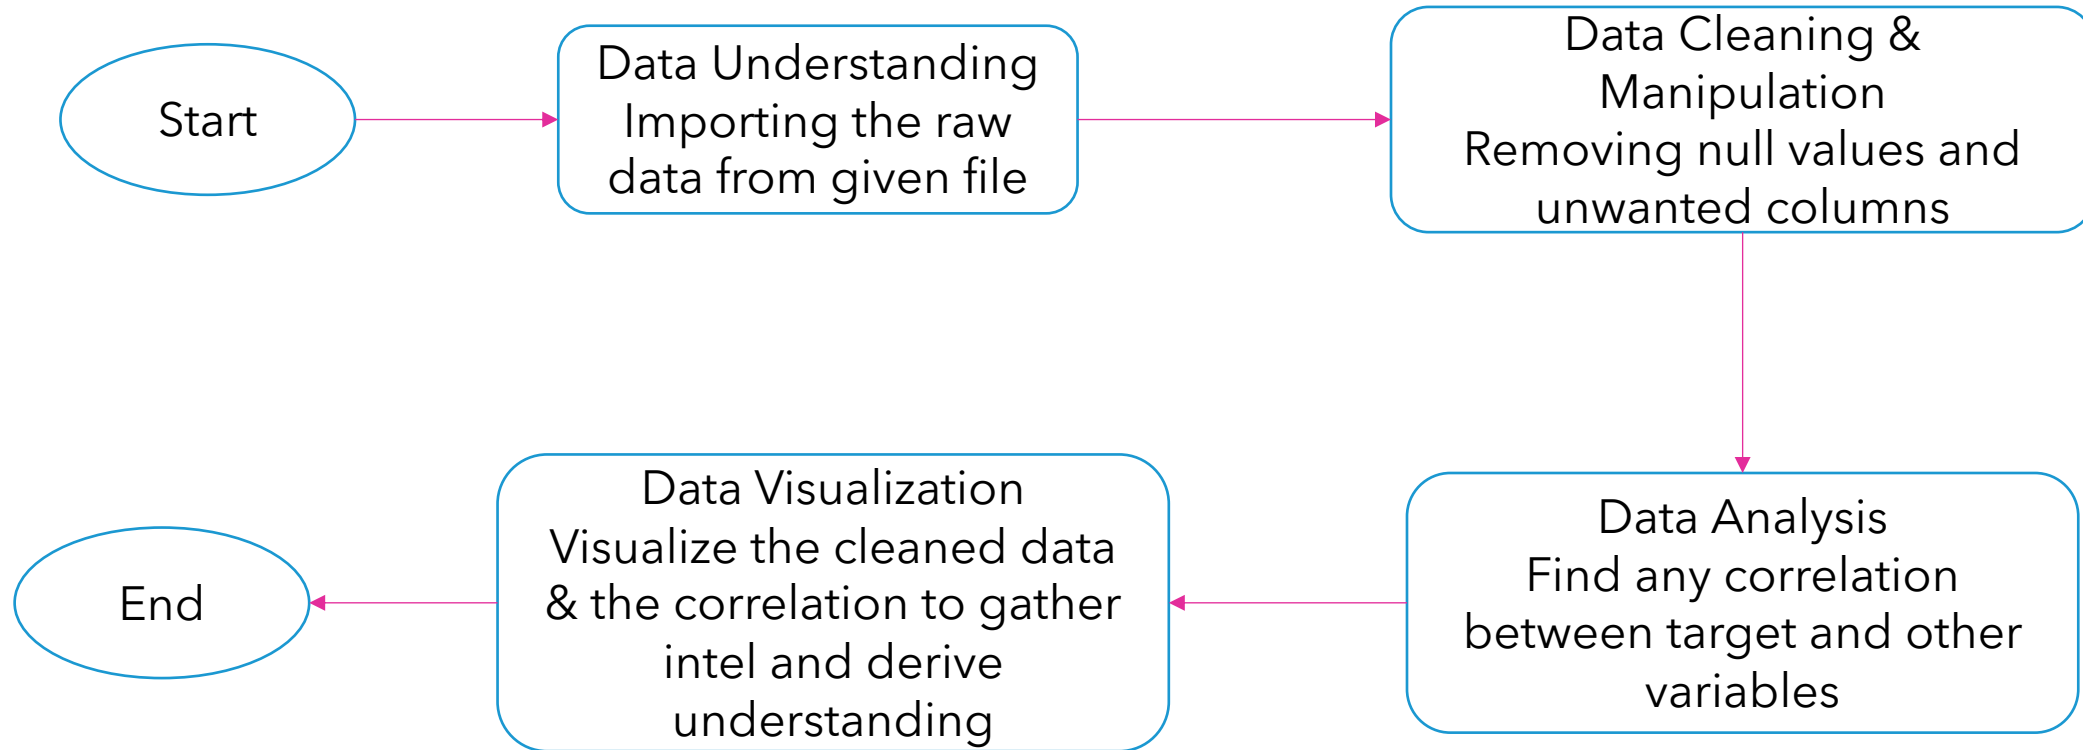 Start
Data Understanding
Importing the raw
data from given file
Data Cleaning &
Manipulation
Removing null values and
unwanted columns
Data Analysis
Find any correlation
between target and other
variables
Data Visualization
Visualize the cleaned data
& the correlation to gather
intel and derive
understanding
End